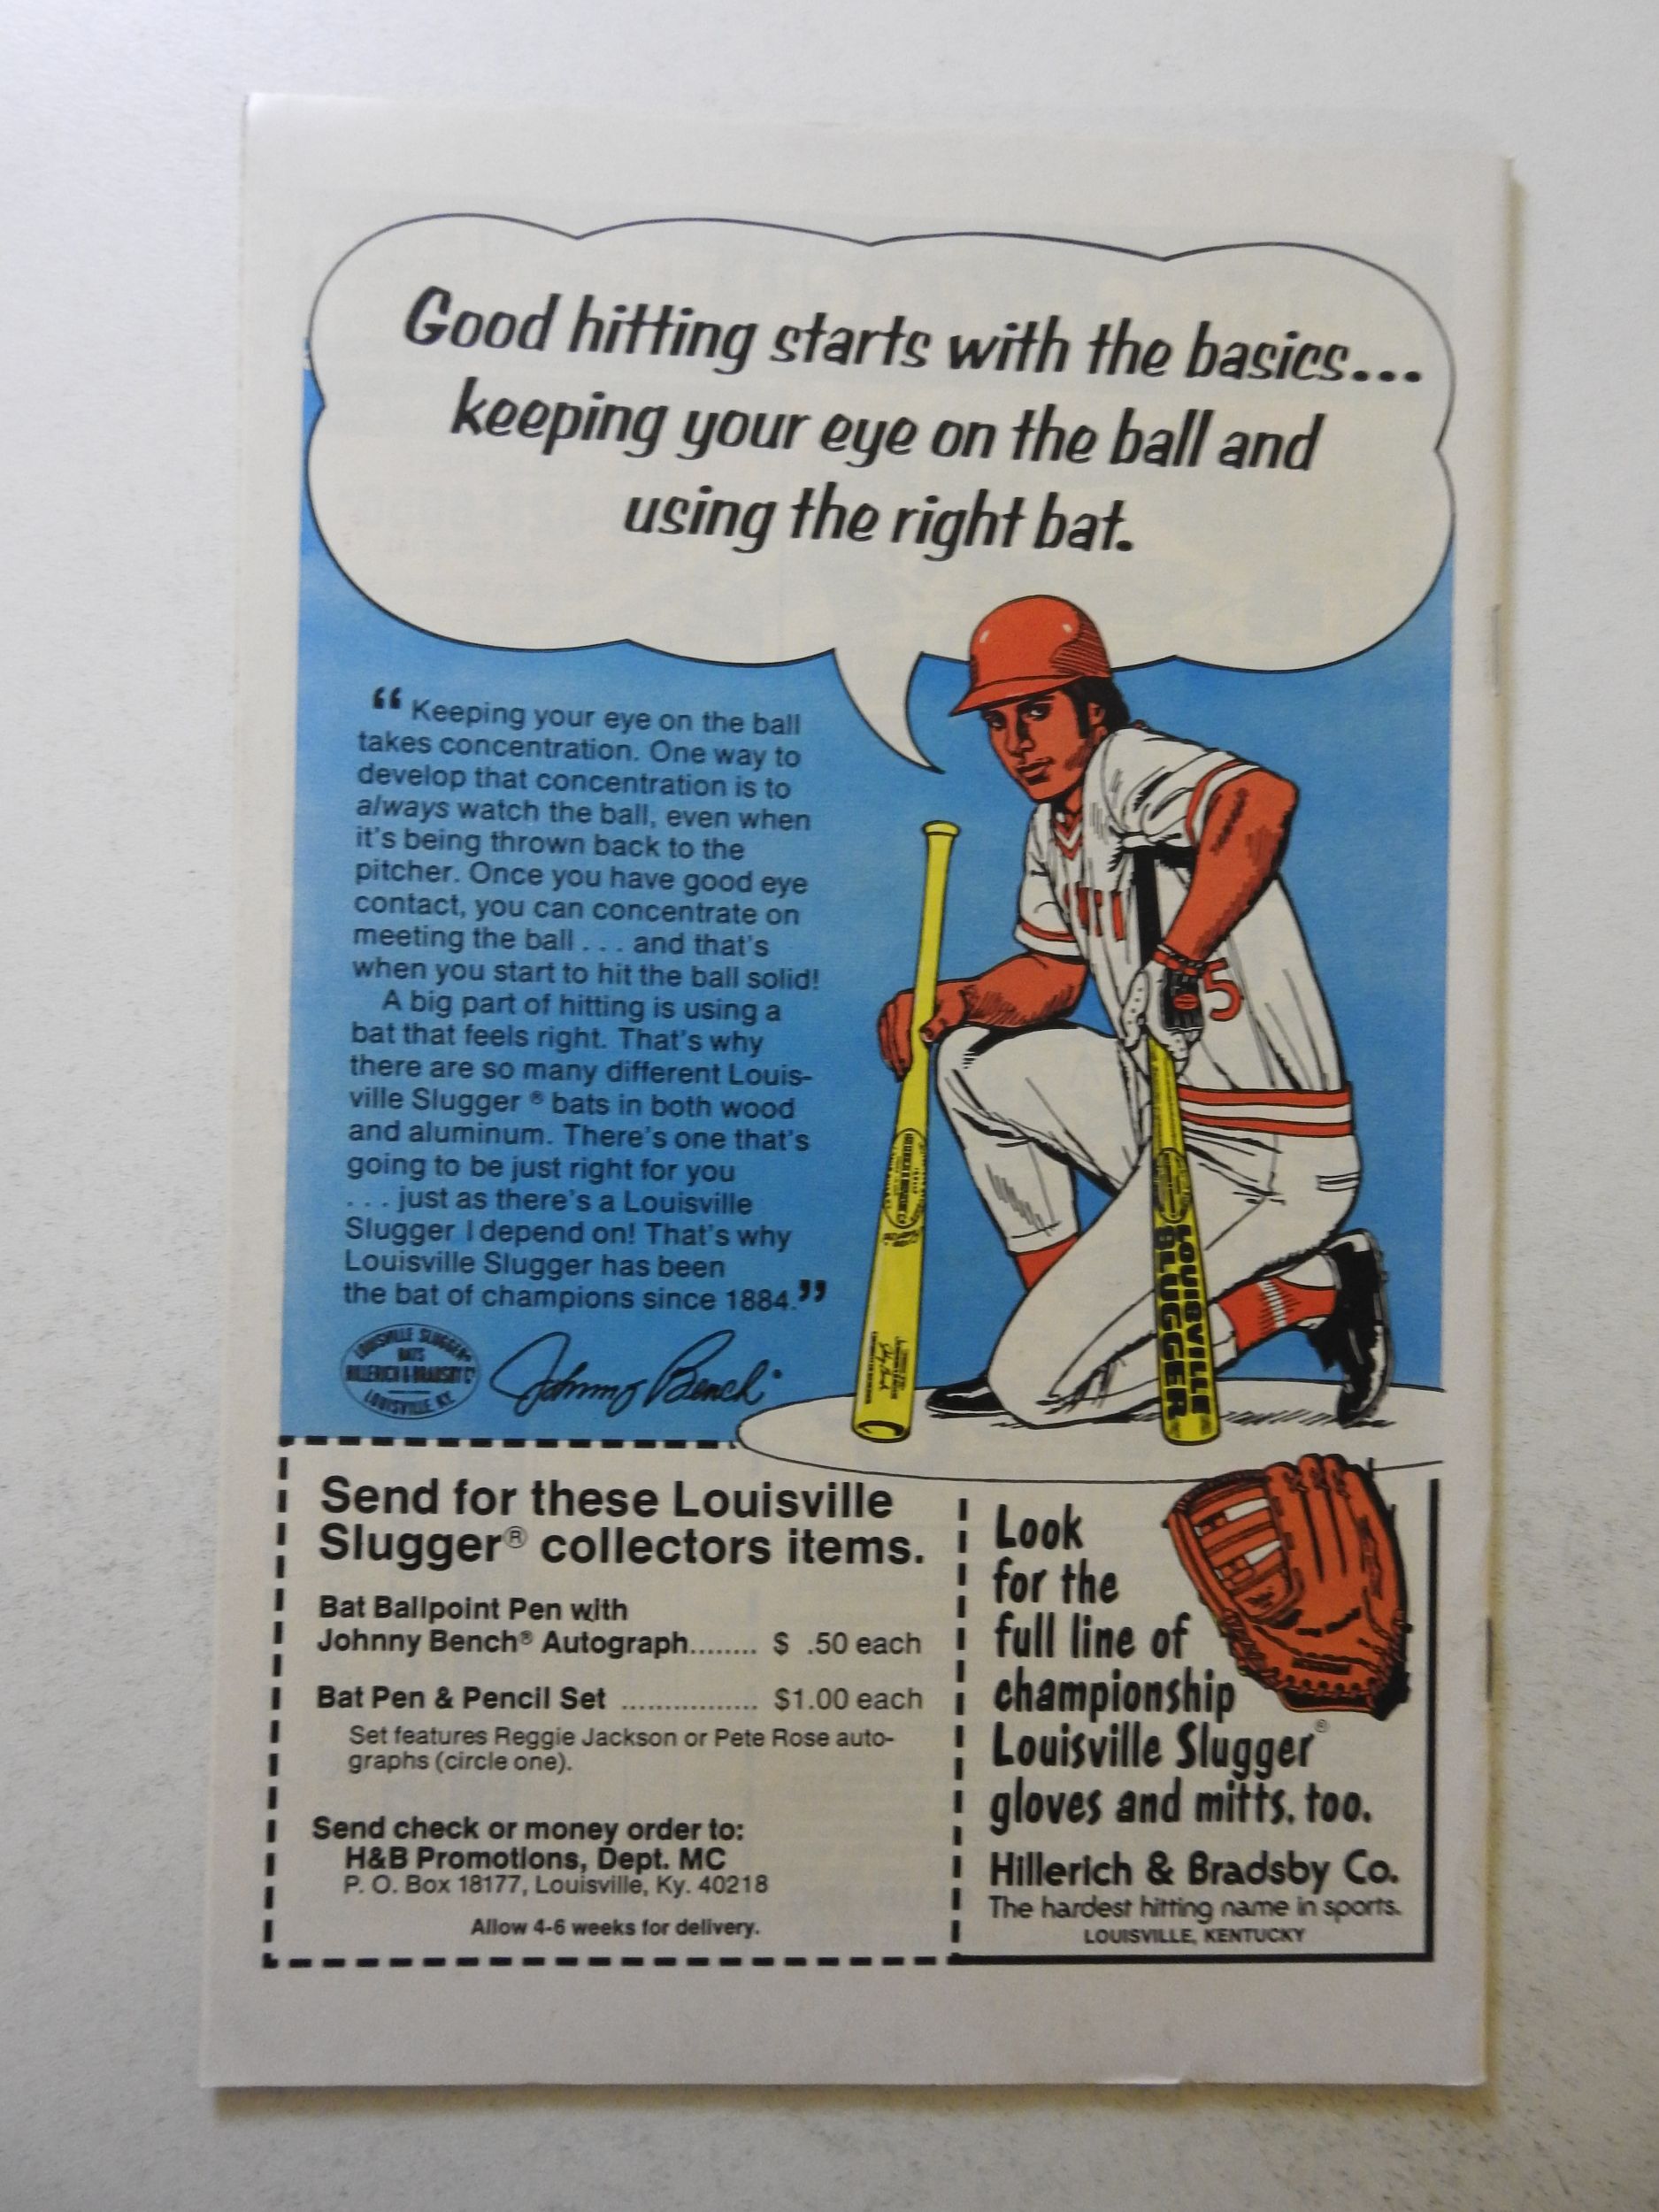 Good hitting starts with the basics...
keeping your eye on the ball and
using the right bat.
“Keeping your eye on the ball
takes concentration. One way to
develop that concentration is to
always watch the ball, even when
it's being thrown back to the
pitcher. Once you have good eye
contact, you can concentrate on
meeting the ball . . . and that's
when you start to hit the ball solid!
A big part of hitting is using a
bat that feels right. That's why
there are so many different Louis-
ville Slugger® bats in both wood
and aluminum. There's one that's
going to be just right for you
. . . just as there's a Louisville
Slugger I depend on! That's why
Louisville Slugger has been
the bat of champions since 1884.”
LOUISVILLE SLUGGER
BATS
HILLERICH & BRADSBY Co
LOUISVILLE, KY.
Johnny Bench
5
LOUISVILLE
SLUGGER
Send for these Louisville
Slugger® collectors items.
Bat Ballpoint Pen with
Johnny Bench® Autograph........ $ .50 each
Bat Pen & Pencil Set ................ $1.00 each
Set features Reggie Jackson or Pete Rose auto-
graphs (circle one).
Send check or money order to:
H&B Promotions, Dept. MC
P. O. Box 18177, Louisville, Ky. 40218
Allow 4-6 weeks for delivery.
Look
for the
full line of
championship
Louisville Slugger®
gloves and mitts, too.
Hillerich & Bradsby Co.
The hardest hitting name in sports.
LOUISVILLE, KENTUCKY